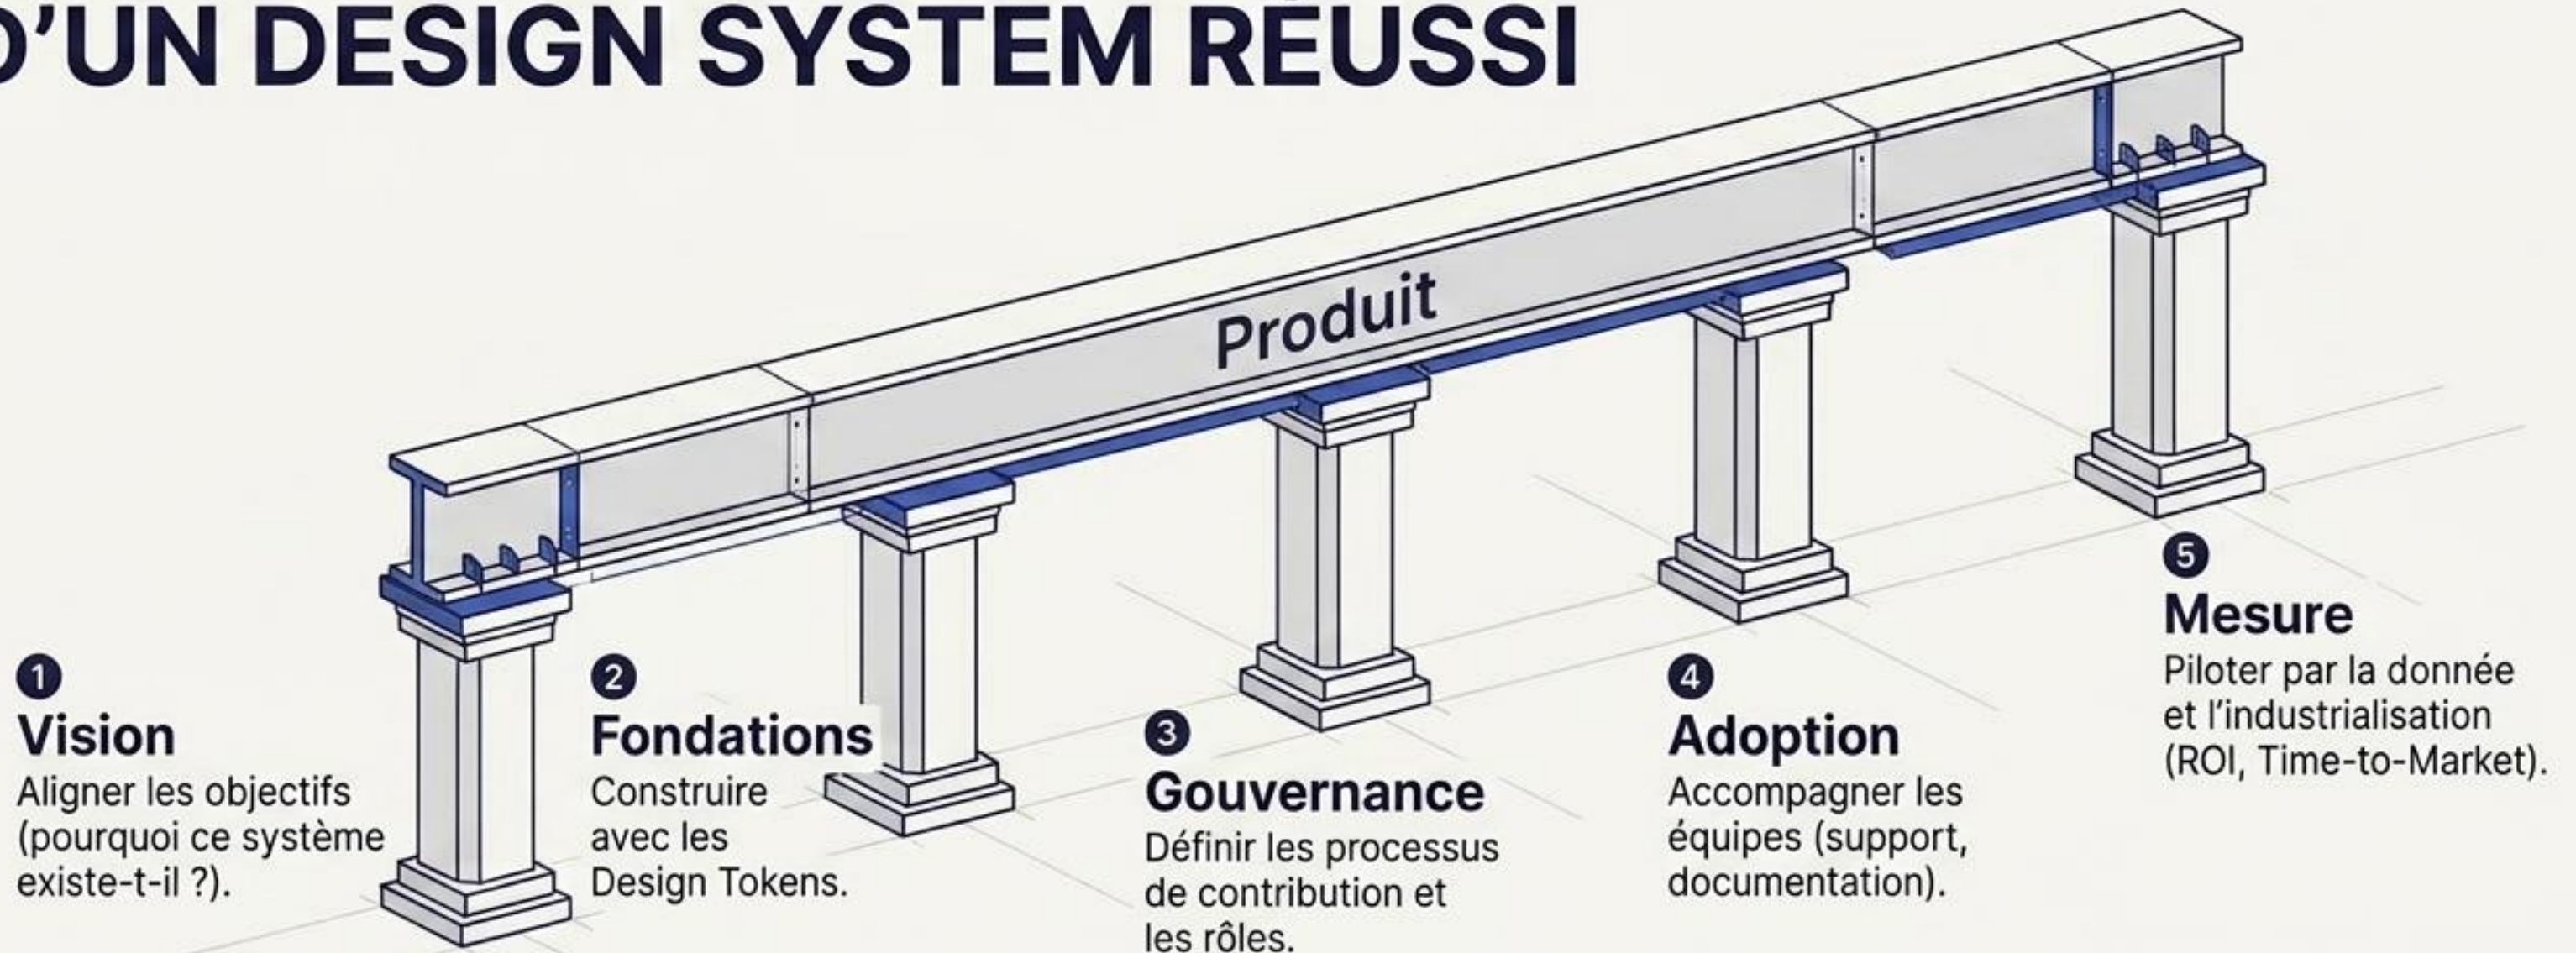 D'UN DESIGN SYSTEM RÉUSSI
Produit
1
Vision
Aligner les objectifs
(pourquoi ce système
existe-t-il ?).
2
Fondations
Construire
avec les
Design Tokens.
3
Gouvernance
Définir les processus
de contribution et
les rôles.
4
Adoption
Accompagner les
équipes (support,
documentation).
5
Mesure
Piloter par la donnée
et l'industrialisation
(ROI, Time-to-Market).